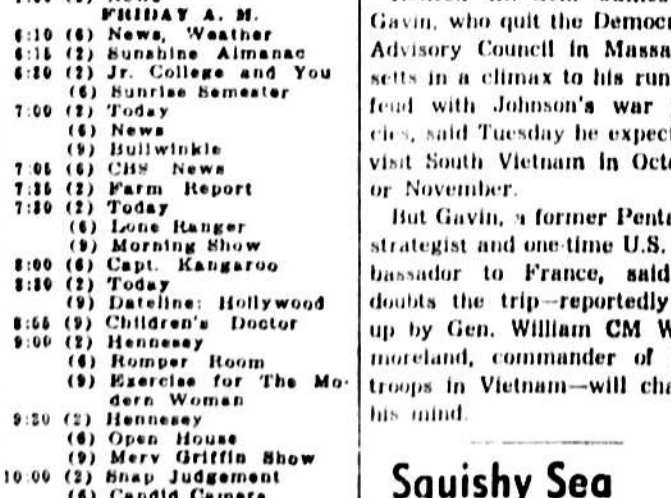 FRIDAY A. M.
6:10 (6) News, Weather
6:15 (2) Sunshine Almanac
6:20 (2) Jr. College and You
(6) Sunrise Semester
7:00 (2) Today
(6) News
(9) Bullwinkle
7:05 (6) CBS News
(2) Farm Report
7:30 (2) Today
(6) Lone Ranger
(9) Morning Show
8:00 (6) Capt. Kangaroo
8:30 (2) Today
(9) Dateline: Hollywood
8:55 (9) Children's Doctor
9:00 (2) Hennesey
(6) Romper Room
(9) Exercise for The Mo-
dern Woman
9:30 (2) Hennesey
(6) Open House
(9) Merv Griffin Show
10:00 (2) Snap Judgement
(6) Candid Camera
Gavin, who quit the Democ
Advisory Council in Massa
setts in a climax to his run
feud with Johnson's war
cies, said Tuesday he expec
visit South Vietnam in Octo
or November.
But Gavin, a former Penta
strategist and one-time U.S.
bassador to France, said
doubts the trip—reportedly
up by Gen. William CM W
moreland, commander of
troops in Vietnam—will cha
his mind.
Squishy Sea